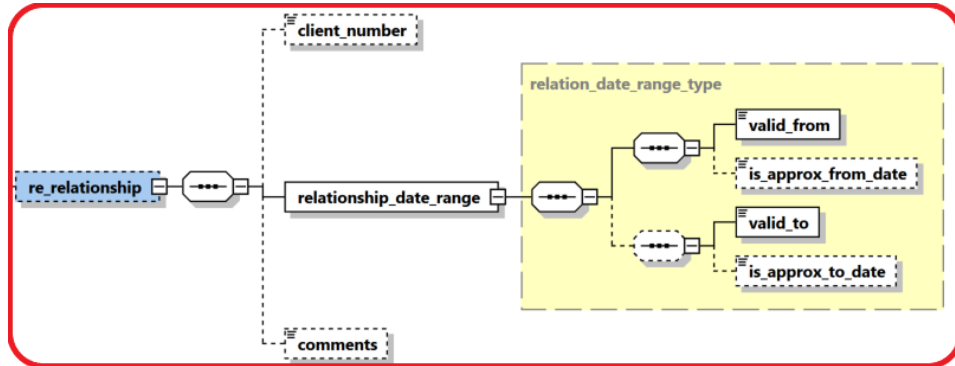 client_number
relation_date_range_type
valid_from
is_approx_from_date
re_relationship
relationship_date_range
valid_to
is_approx_to_date
comments